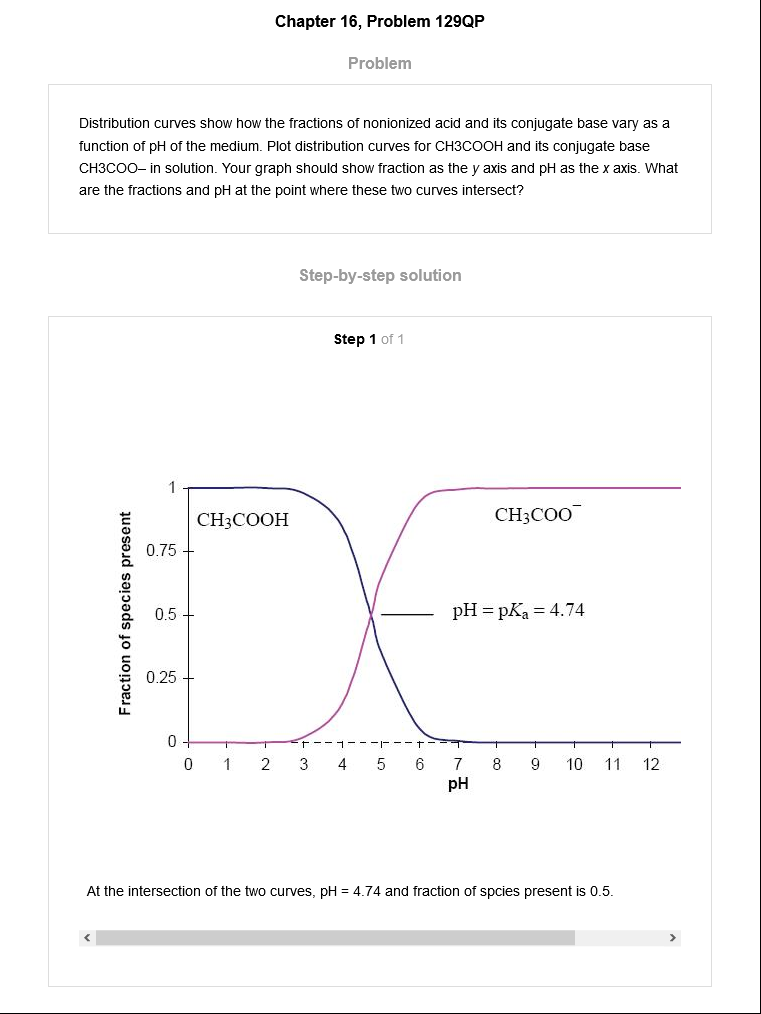 Chapter 16, Problem 129QP
Problem
Distribution curves show how the fractions of nonionized acid and its conjugate base vary as a
function of pH of the medium. Plot distribution curves for CH3COOH and its conjugate base
CH3COO– in solution. Your graph should show fraction as the y axis and pH as the x axis. What
are the fractions and pH at the point where these two curves intersect?
Step-by-step solution
Step 1 of 1
1
CH₃COOH
CH₃COO⁻
0.75
Fraction of species present
0.5
pH = pKₐ = 4.74
0.25
0
0 1 2 3 4 5 6 7 8 9 10 11 12
pH
At the intersection of the two curves, pH = 4.74 and fraction of spcies present is 0.5.